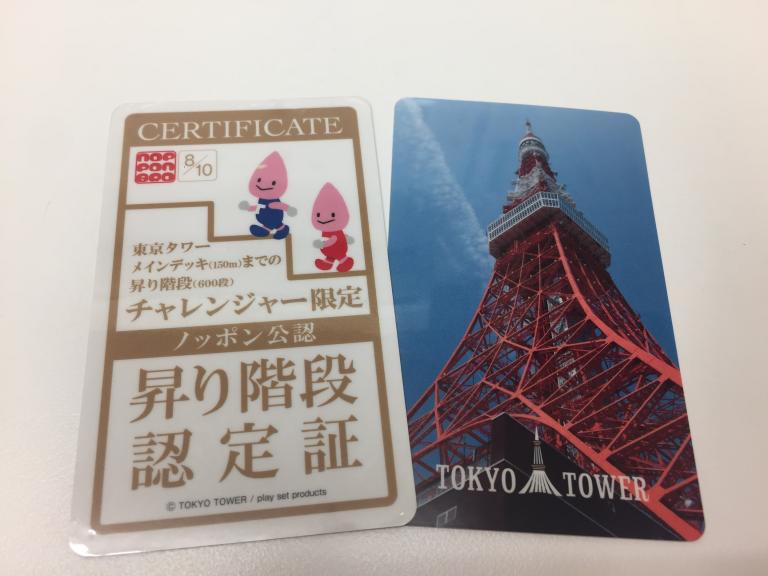 CERTIFICATE
NOP
PON
BRO
8/10
東京タワー
メインデッキ(150m)までの
昇り階段(600段)
チャレンジャー限定
ノッポン公認
昇り階段
認定証
© TOKYO TOWER / play set products
TOKYO TOWER